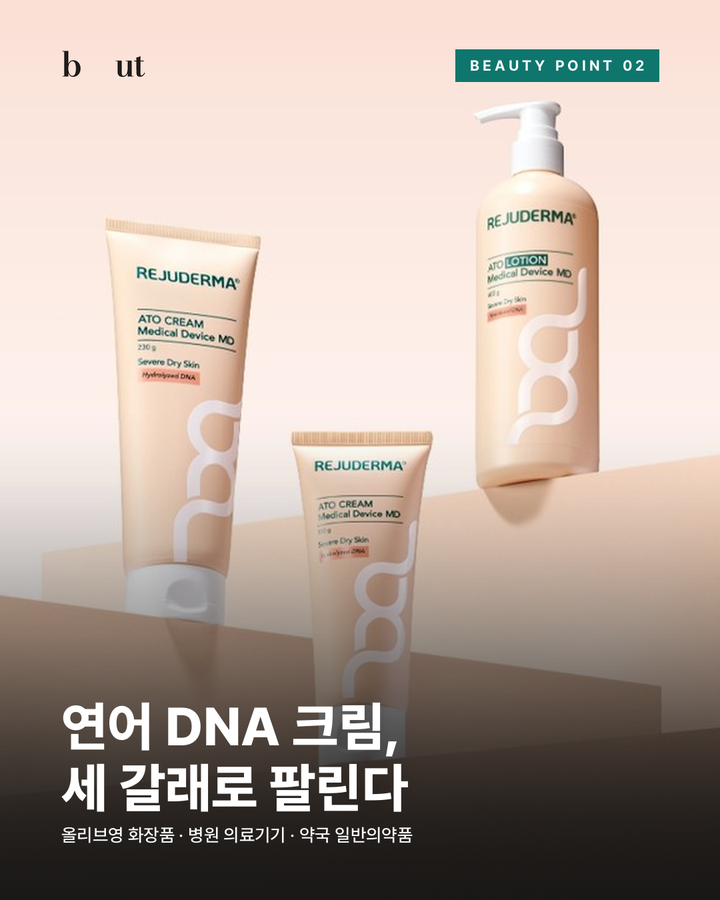 b ut
BEAUTY POINT 02
REJUDERMA®
ATO LOTION
Medical Device MD
Severe Dry Skin
REJUDERMA®
ATO CREAM
Medical Device MD
230 g
Severe Dry Skin
Hydrolyzed DNA
REJUDERMA®
ATO CREAM
Medical Device MD
Severe Dry Skin
연어 DNA 크림,
세 갈래로 팔린다
올리브영 화장품 · 병원 의료기기 · 약국 일반의약품